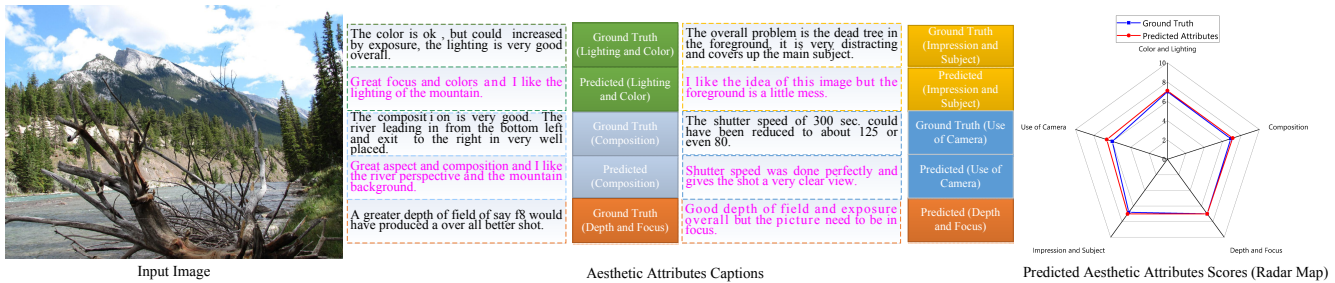 The color is ok , but could increased
by exposure, the lighting is very good
overall.
Ground Truth
(Lighting and Color)
The overall problem is the dead tree in
the foreground, it is very distracting
and covers up the main subject.
Ground Truth
(Impression and
Subject)
Great focus and colors and I like the
lighting of the mountain.
Predicted (Lighting
and Color)
I like the idea of this image but the
foreground is a little mess.
Predicted
(Impression and
Subject)
The composition is very good. The
river leading in from the bottom left
and exit to the right in very well
placed.
Ground Truth
(Composition)
The shutter speed of 300 sec. could
have been reduced to about 125 or
even 80.
Ground Truth (Use
of Camera)
Great aspect and composition and I like
the river perspective and the mountain
background.
Predicted
(Composition)
Shutter speed was done perfectly and
gives the shot a very clear view.
Predicted (Use of
Camera)
A greater depth of field of say f8 would
have produced a over all better shot.
Ground Truth
(Depth and Focus)
Good depth of field and exposure
overall but the picture need to be in
focus.
Predicted (Depth
and Focus)
Ground Truth
Predicted Attributes
Color and Lighting
10
8
6
4
2
0
Use of Camera
Composition
Impression and Subject
Depth and Focus
Input Image
Aesthetic Attributes Captions
Predicted Aesthetic Attributes Scores (Radar Map)